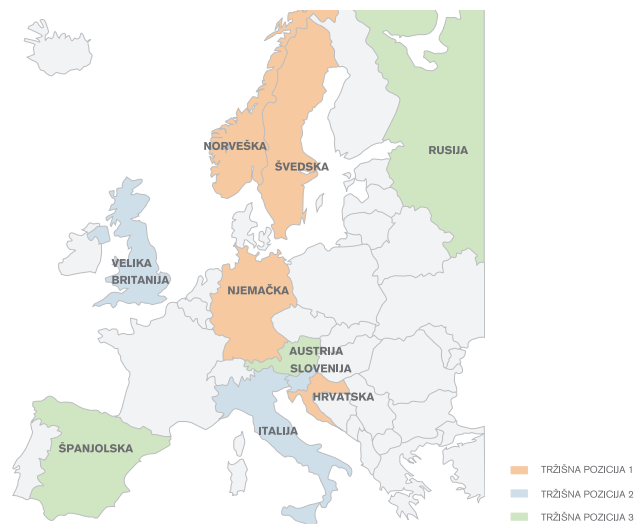 NORVEŠKA
RUSIJA
ŠVEDSKA
VELIKA
BRITANIJA
NJEMAČKA
AUSTRIJA
SLOVENIJA
HRVATSKA
ITALIJA
ŠPANJOLSKA
TRŽIŠNA POZICIJA 1
TRŽIŠNA POZICIJA 2
TRŽIŠNA POZICIJA 3